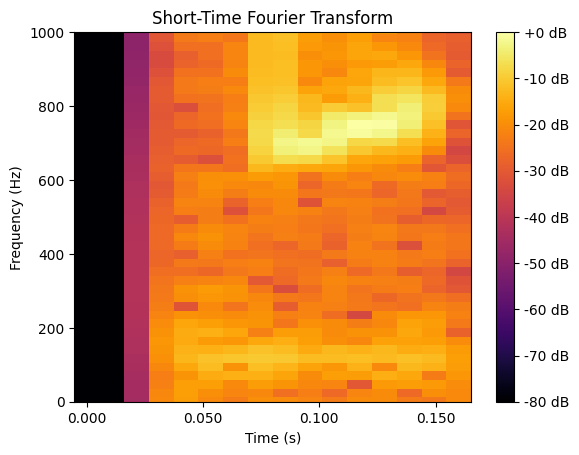 Short-Time Fourier Transform
Frequency (Hz)
1000
800
600
400
200
0
0.000
0.050
0.100
0.150
Time (s)
+0 dB
-10 dB
-20 dB
-30 dB
-40 dB
-50 dB
-60 dB
-70 dB
-80 dB